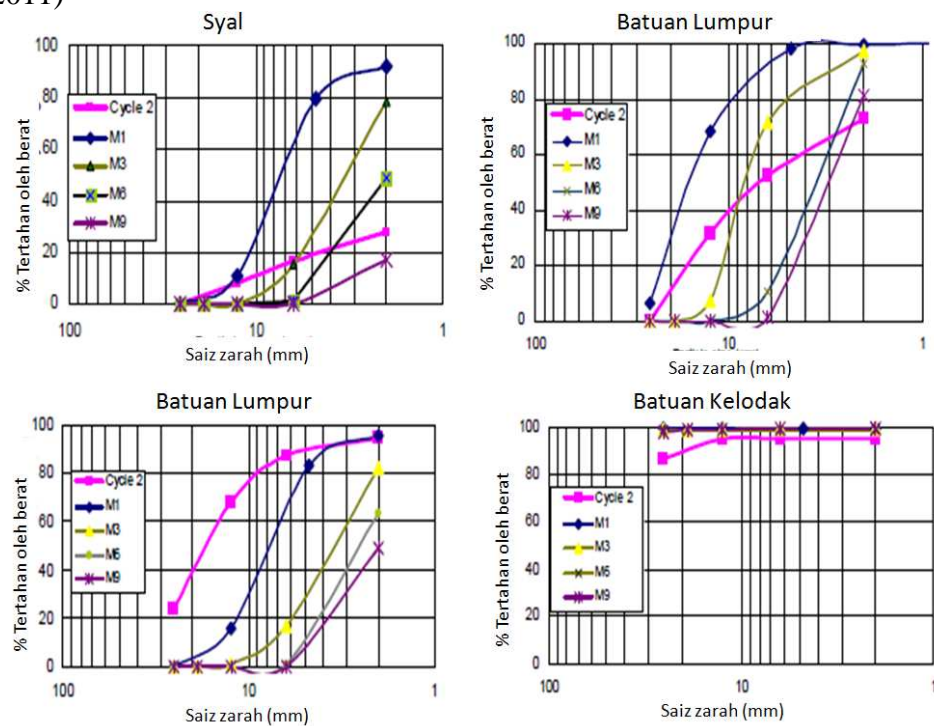 2011)
Syal
% Tertahan oleh berat
100
80
60
40
20
0
Cycle 2
M1
M3
M6
M9
100
10
1
Saiz zarah (mm)
Batuan Lumpur
% Tertahan oleh berat
100
80
60
40
20
0
Cycle 2
M1
M3
M6
M9
100
10
1
Saiz zarah (mm)
Batuan Lumpur
% Tertahan oleh berat
100
80
60
40
20
0
Cycle 2
M1
M3
M6
M9
100
10
1
Saiz zarah (mm)
Batuan Kelodak
% Tertahan oleh berat
100
80
60
40
20
0
Cycle 2
M1
M3
M6
M9
100
10
1
Saiz zarah (mm)